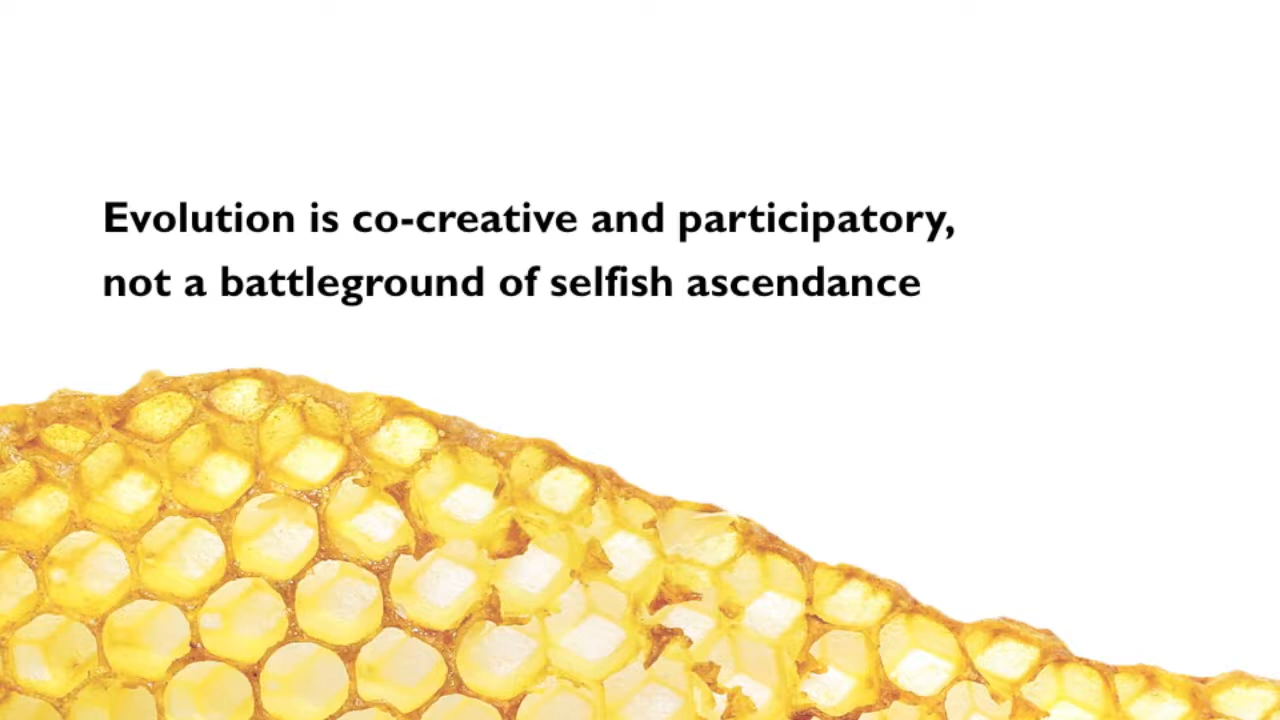 Evolution is co-creative and participatory,
not a battleground of selfish ascendance